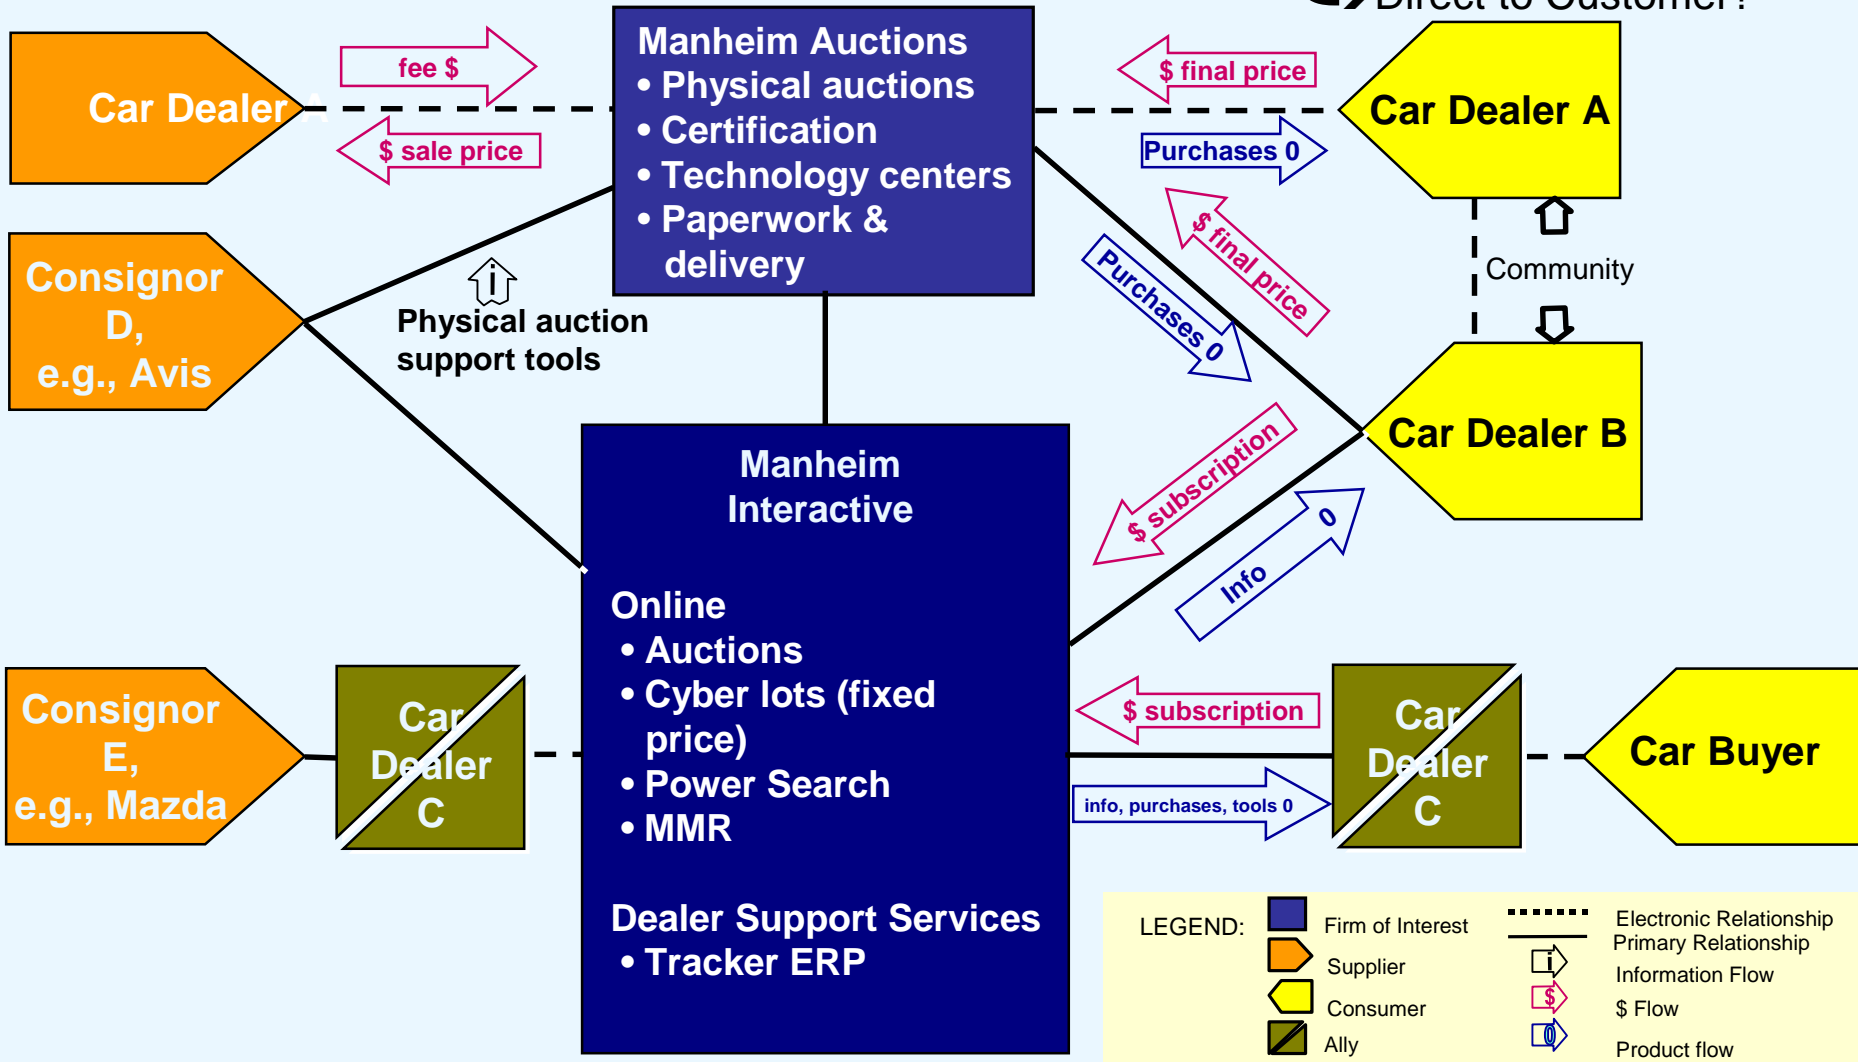 Direct to Customer?
Car Dealer A
fee $
$ sale price
Manheim Auctions
• Physical auctions
• Certification
• Technology centers
• Paperwork &
delivery
$ final price
Purchases 0
Car Dealer A
Consignor
D,
e.g., Avis
i
Physical auction
support tools
$ final price
Purchases 0
Community
Car Dealer B
$ subscription
Info 0
Manheim
Interactive
Online
• Auctions
• Cyber lots (fixed
price)
• Power Search
• MMR
Dealer Support Services
• Tracker ERP
Consignor
E,
e.g., Mazda
Car
Dealer
C
$ subscription
info, purchases, tools 0
Car
Dealer
C
Car Buyer
LEGEND:
Firm of Interest
Supplier
Consumer
Ally
Electronic Relationship
Primary Relationship
i
Information Flow
$
$ Flow
0
Product flow